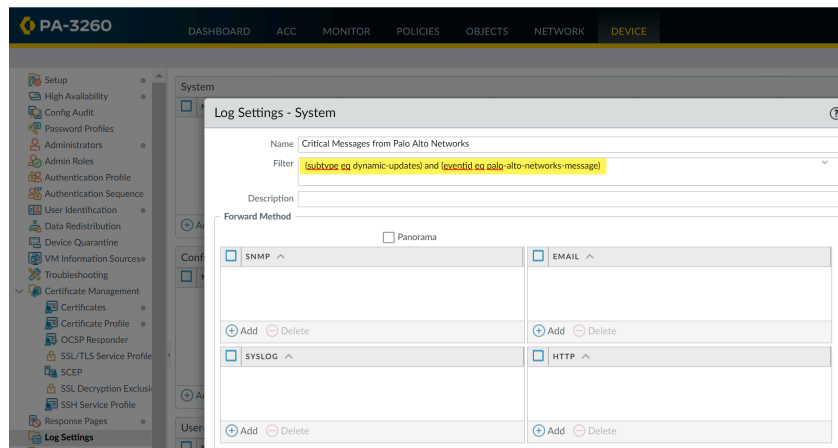 PA-3260
DASHBOARD ACC MONITOR POLICIES OBJECTS NETWORK DEVICE
Setup
High Availability
Config Audit
Password Profiles
Administrators
Admin Roles
Authentication Profile
Authentication Sequence
User Identification
Data Redistribution
Device Quarantine
VM Information Sources
Troubleshooting
Certificate Management
Certificates
Certificate Profile
OCSP Responder
SSL/TLS Service Profile
SCEP
SSL Decryption Exclusi
SSH Service Profile
Response Pages
Log Settings
System
Conf
User-
Log Settings - System
Name Critical Messages from Palo Alto Networks
Filter (subtype eq dynamic-updates) and (eventid eq palo-alto-networks-message)
Description
Forward Method
Panorama
SNMP EMAIL
Add Delete Add Delete
SYSLOG HTTP
Add Delete Add Delete